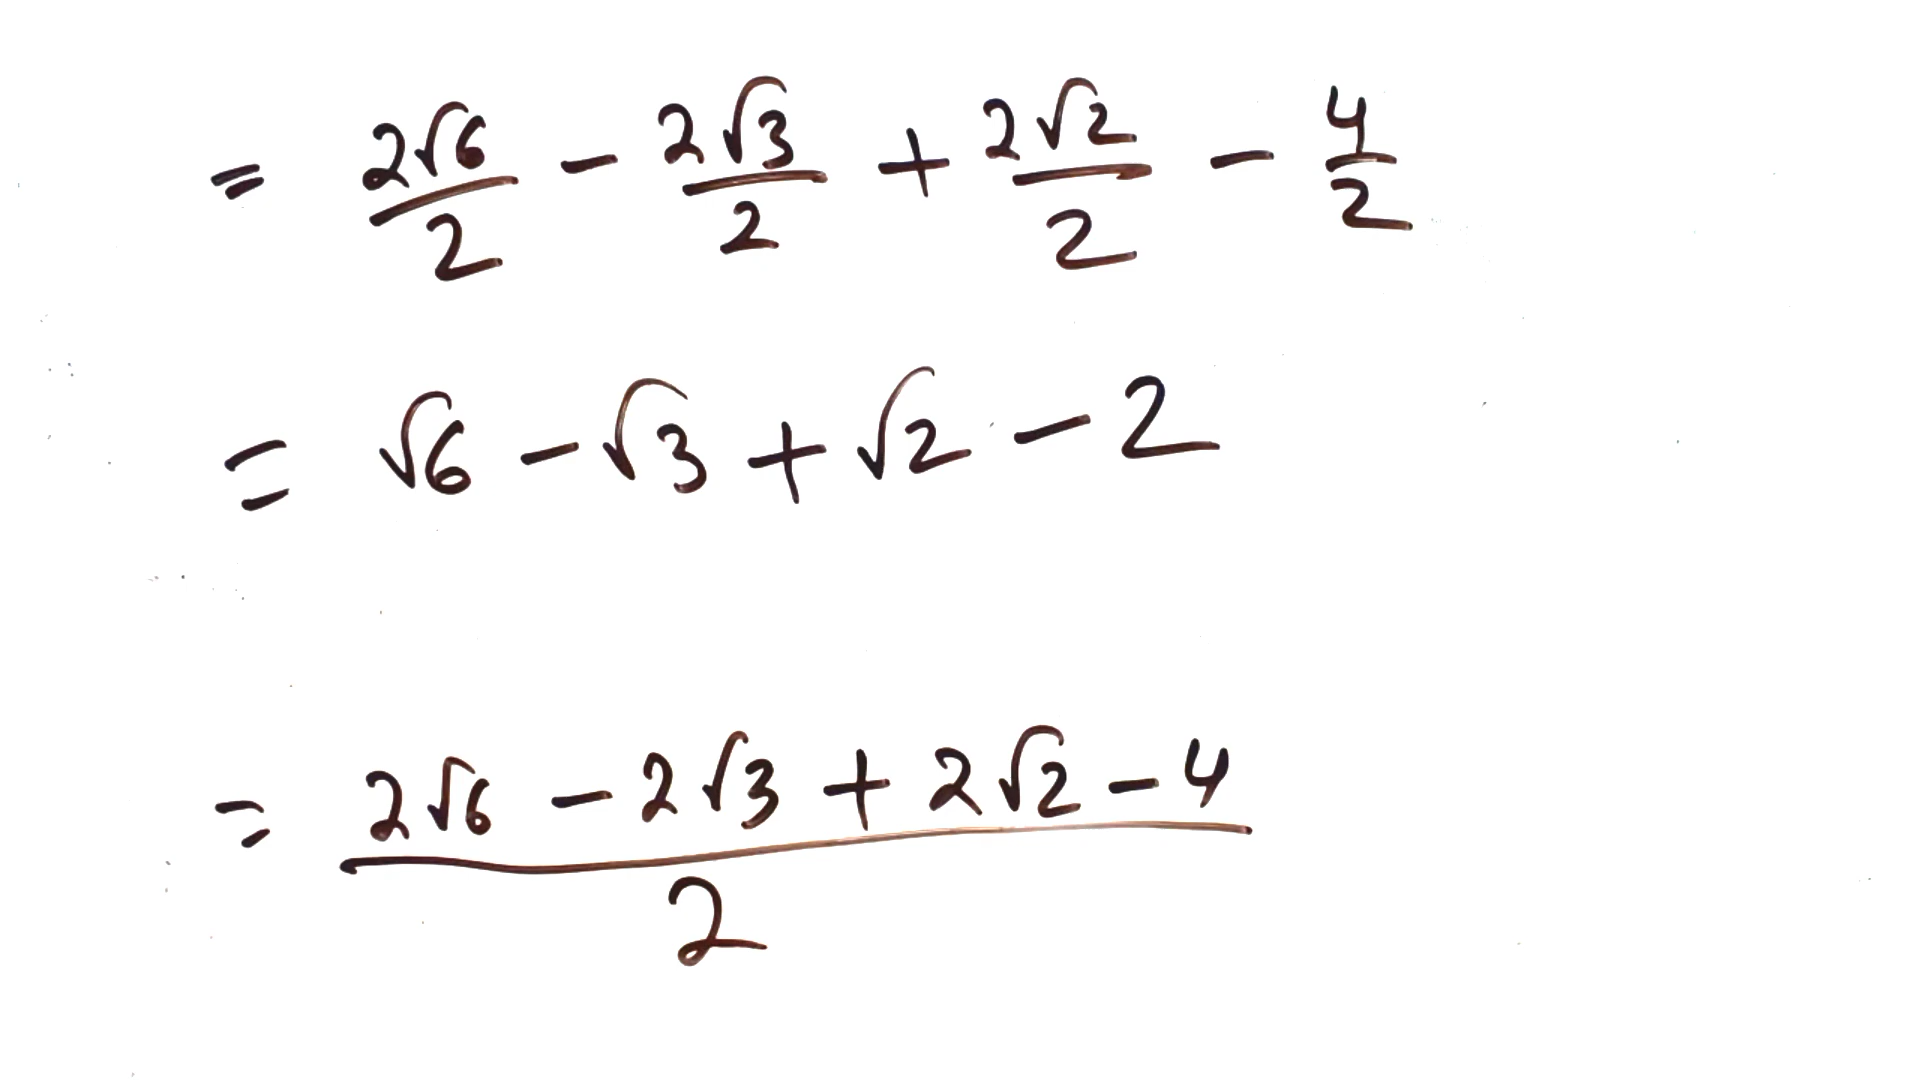 = 2√6/2 - 2√3/2 + 2√2/2 - 4/2
= √6 - √3 + √2 - 2
= 2√6 - 2√3 + 2√2 - 4 / 2